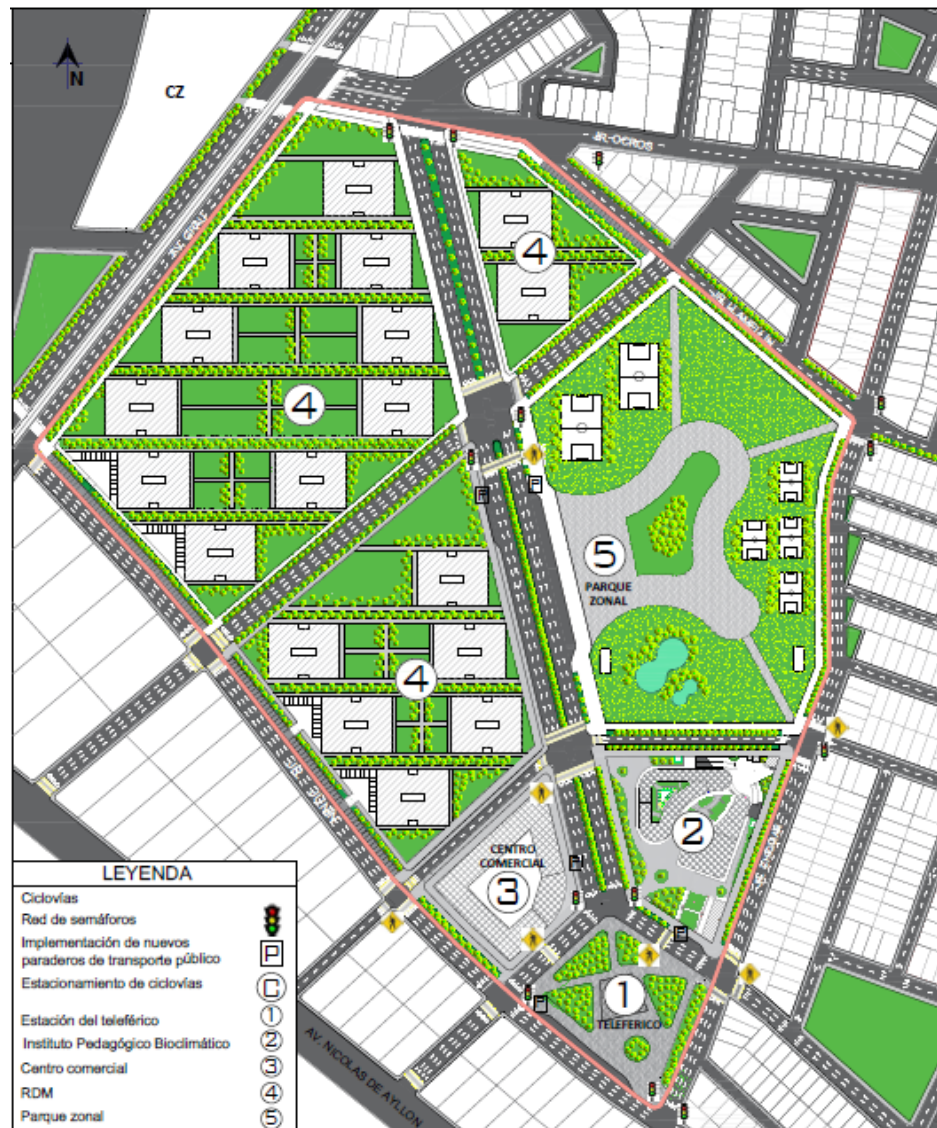 N
CZ
JR. OCROS
4
4
5
PARQUE
ZONAL
4
2
CENTRO
COMERCIAL
3
1
TELEFERICO
AV. NICOLAS DE AYLLON
LEYENDA
Ciclovías
Red de semáforos
Implementación de nuevos
paraderos de transporte público
P
Estacionamiento de ciclovías
C
Estación del teleférico
1
Instituto Pedagógico Bioclimático
2
Centro comercial
3
RDM
4
Parque zonal
5